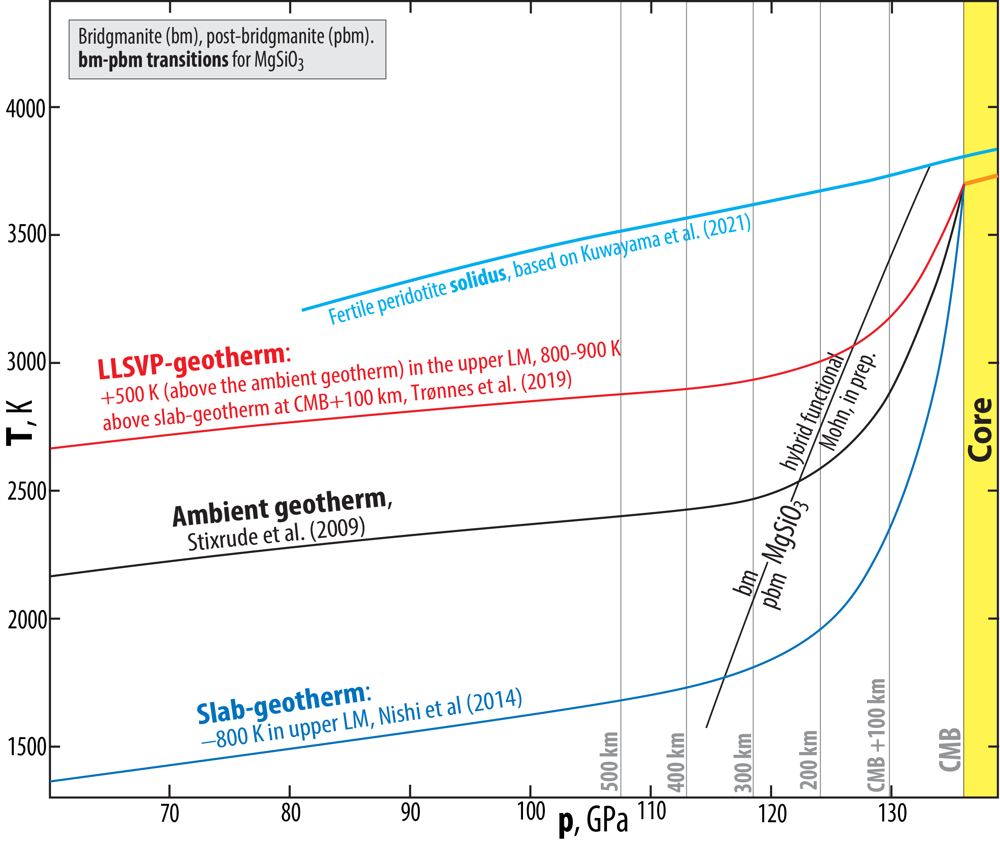 Bridgmanite (bm), post-bridgmanite (pbm).
bm-pbm transitions for MgSiO3
4000
3500
3000
2500
2000
1500
T, K
Fertile peridotite solidus, based on Kuwayama et al. (2021)
LLSVP-geotherm:
+500 K (above the ambient geotherm) in the upper LM, 800-900 K
above slab-geotherm at CMB+100 km, Trønnes et al. (2019)
Ambient geotherm,
Stixrude et al. (2009)
Slab-geotherm:
–800 K in upper LM, Nishi et al (2014)
hybrid functional
Mohn, in prep.
MgSiO3
bm
pbm
500 km
400 km
300 km
200 km
CMB +100 km
CMB
Core
70
80
90
100
110
120
130
p, GPa